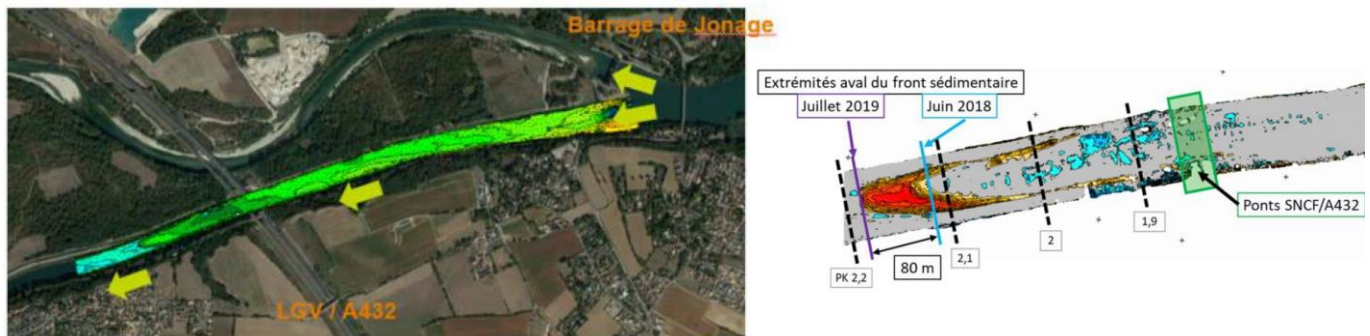 Barrage de Jonage
LGV / A432
Extrémités aval du front sédimentaire
Juillet 2019
Juin 2018
Ponts SNCF/A432
1,9
2
2,1
80 m
PK 2,2